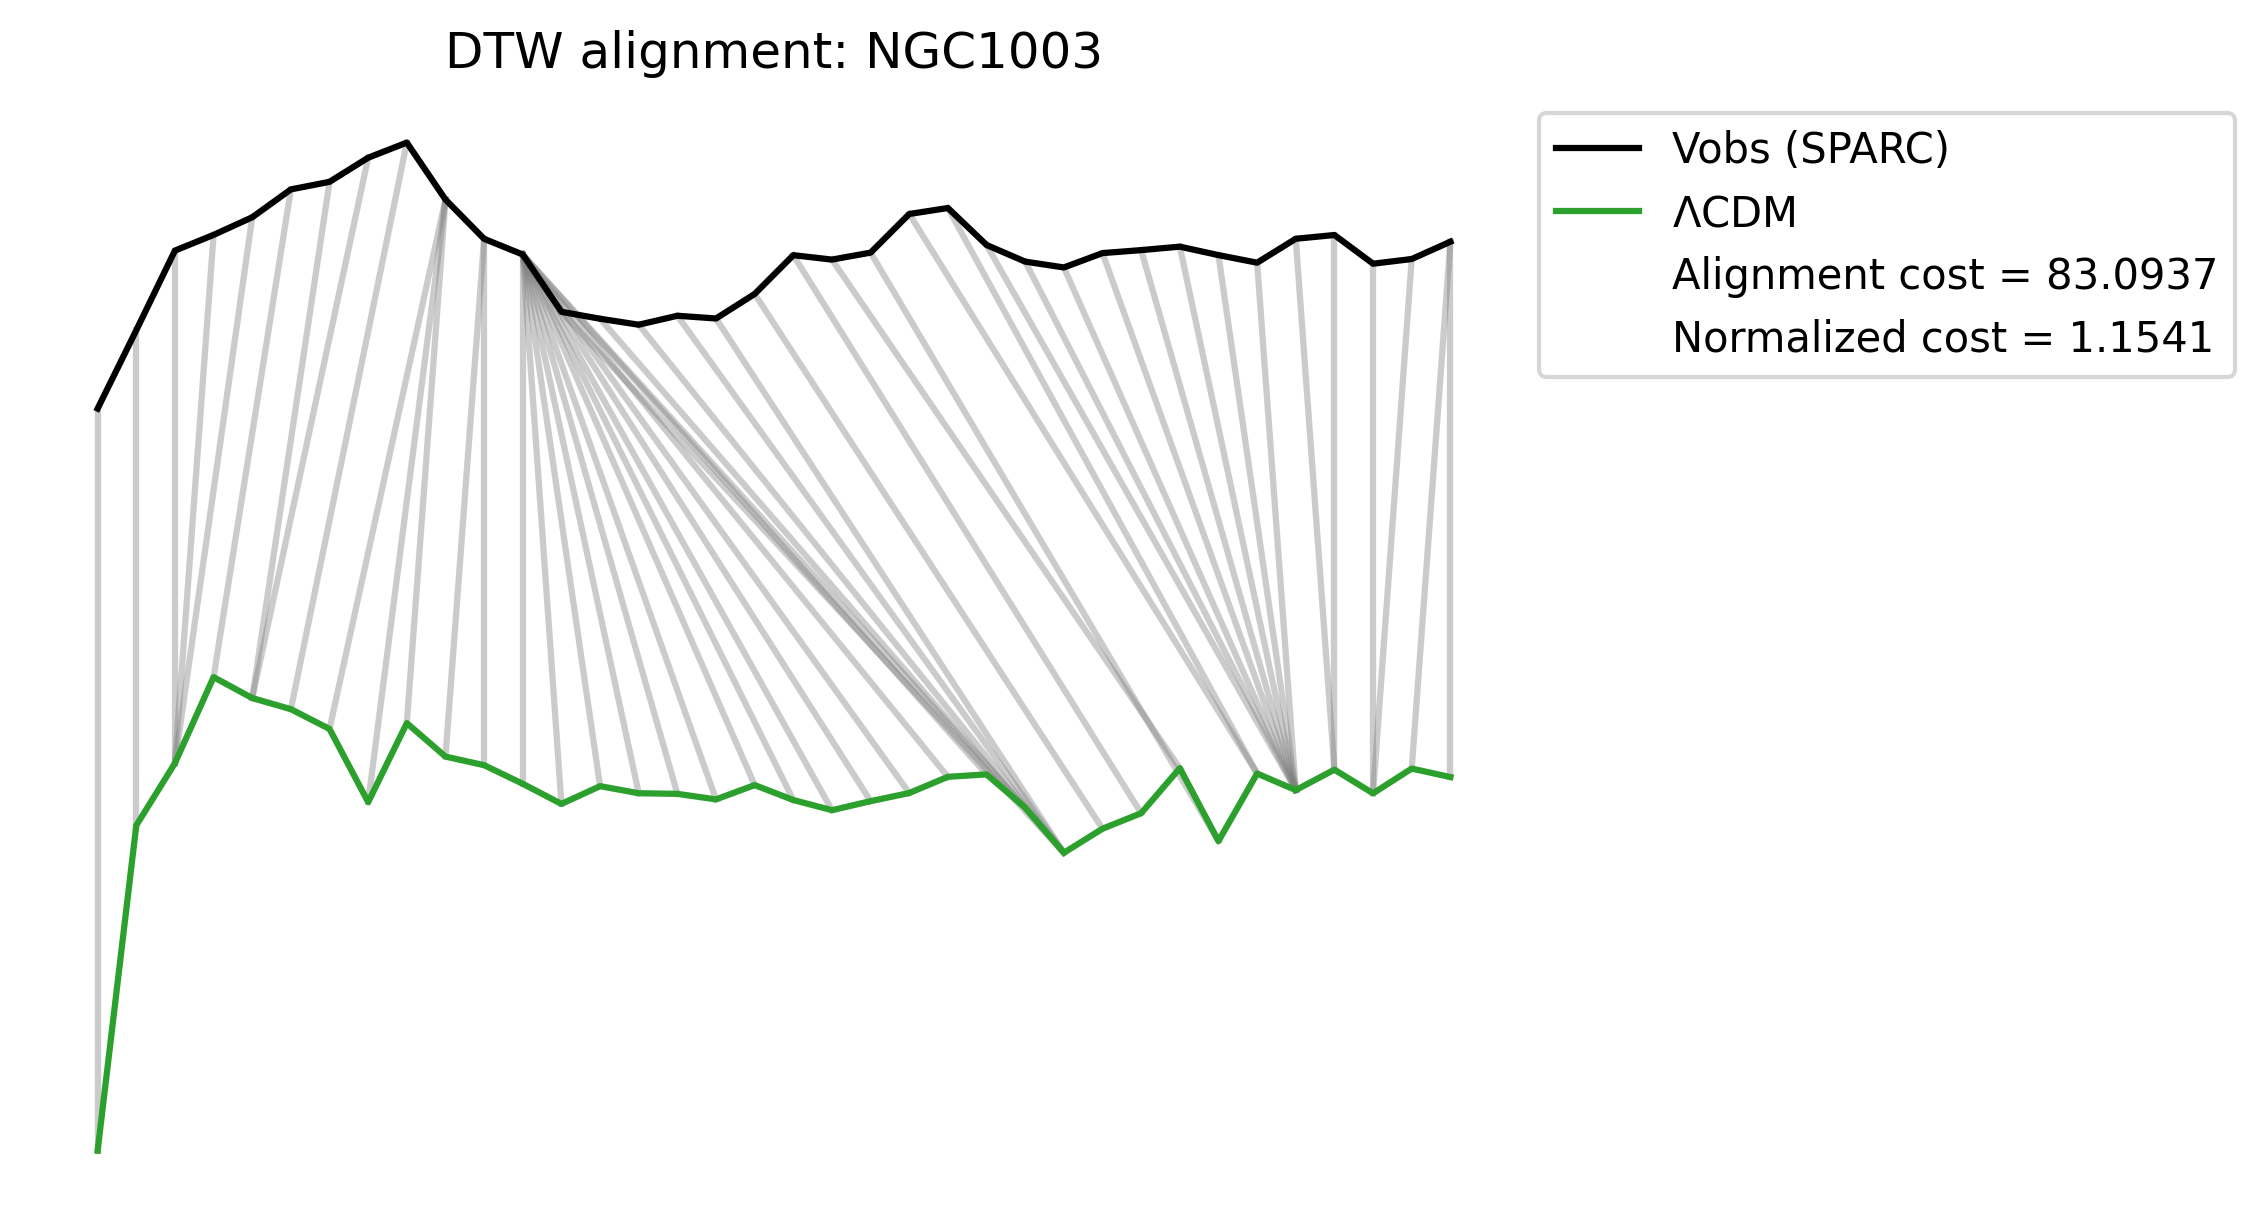 DTW alignment: NGC1003
Vobs (SPARC)
ΛCDM
Alignment cost = 83.0937
Normalized cost = 1.1541